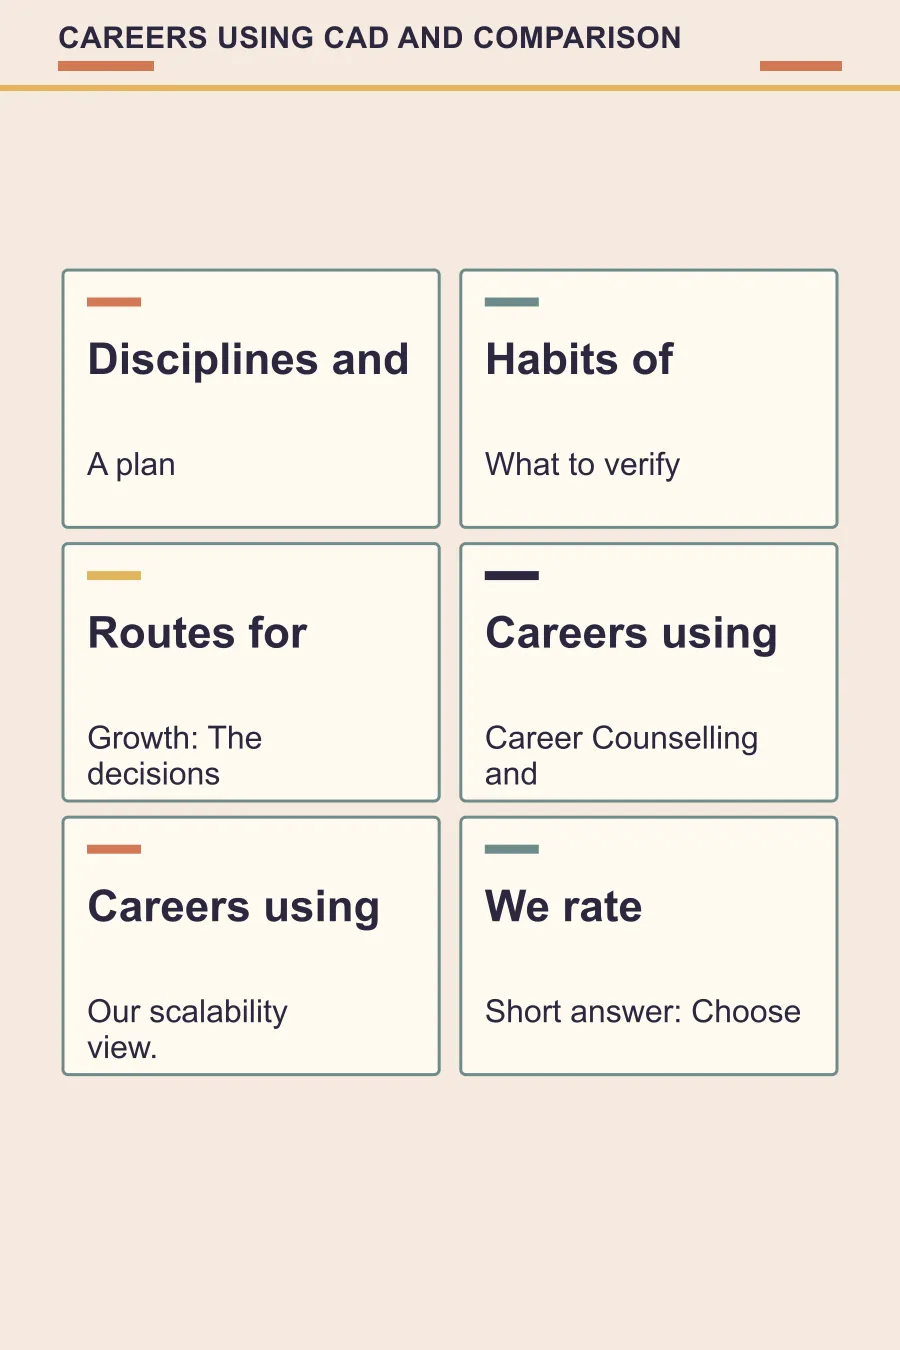 CAREERS USING CAD AND COMPARISON
Disciplines and
A plan
Habits of
What to verify
Routes for
Growth: The
decisions
Careers using
Career Counselling
and
Careers using
Our scalability
view.
We rate
Short answer: Choose